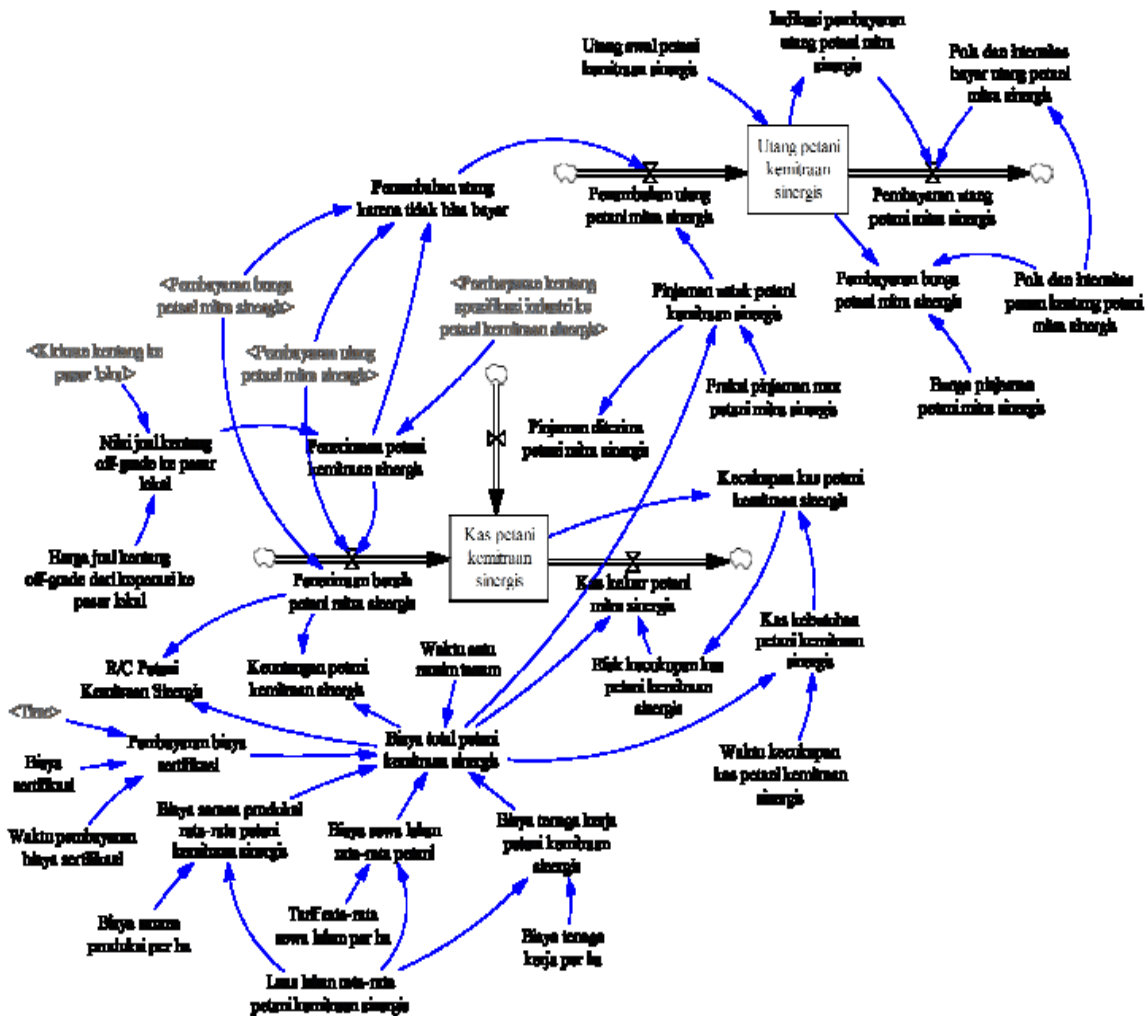 Utang awal petani
kemitraan sinergis
Indikasi pembayaran
utang petani mitra
sinergis
Pola dan intensitas
bayar utang petani
mitra sinergis
Utang petani
kemitraan
sinergis
Penambahan utang
karena tidak bisa bayar
Penambahan utang
petani mitra sinergis
Pembayaran utang
petani mitra sinergis
<Pembayaran bunga
petani mitra sinergis>
<Pembayaran kentang
spesifikasi industri ke
petani kemitraan sinergis>
Pinjaman untuk petani
kemitraan sinergis
Pembayaran bunga
petani mitra sinergis
Pola dan intensitas
panen kentang petani
mitra sinergis
<Kiriman kentang ke
pasar lokal>
<Pembayaran utang
petani mitra sinergis>
Fraksi pinjaman max
petani mitra sinergis
Bunga pinjaman
petani mitra sinergis
Nilai jual kentang
off-grade ke pasar
lokal
Penerimaan petani
kemitraan sinergis
Pinjaman diterima
petani mitra sinergis
Kecukupan kas petani
kemitraan sinergis
Kas petani
kemitraan
sinergis
Harga jual kentang
off-grade dari koperasi ke
pasar lokal
Penerimaan bersih
petani mitra sinergis
Kas keluar petani
mitra sinergis
Kas kebutuhan
petani kemitraan
sinergis
R/C Petani
Kemitraan Sinergis
Keuntungan petani
kemitraan sinergis
Waktu satu
musim tanam
Efek kecukupan kas
petani kemitraan
sinergis
<Time>
Pembayaran biaya
sertifikasi
Biaya total petani
kemitraan sinergis
Biaya
sertifikasi
Waktu kecukupan
kas petani kemitraan
sinergis
Waktu pembayaran
biaya sertifikasi
Biaya sarana produksi
rata-rata petani
kemitraan sinergis
Biaya sewa lahan
rata-rata petani
Biaya tenaga kerja
petani kemitraan
sinergis
Biaya sarana
produksi per ha
Tarif rata-rata
sewa lahan per ha
Biaya tenaga
kerja per ha
Luas lahan rata-rata
petani kemitraan sinergis